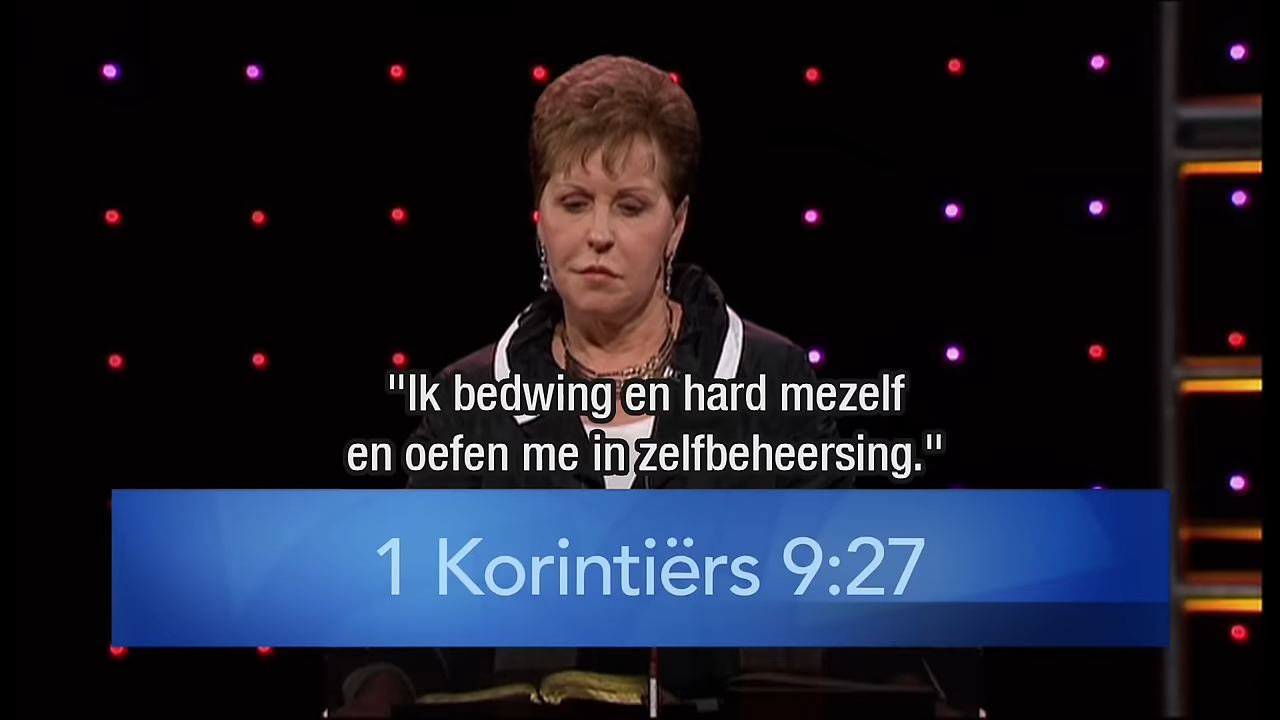 "Ik bedwing en hard mezelf
en oefen me in zelfbeheersing."
1 Korintiërs 9:27